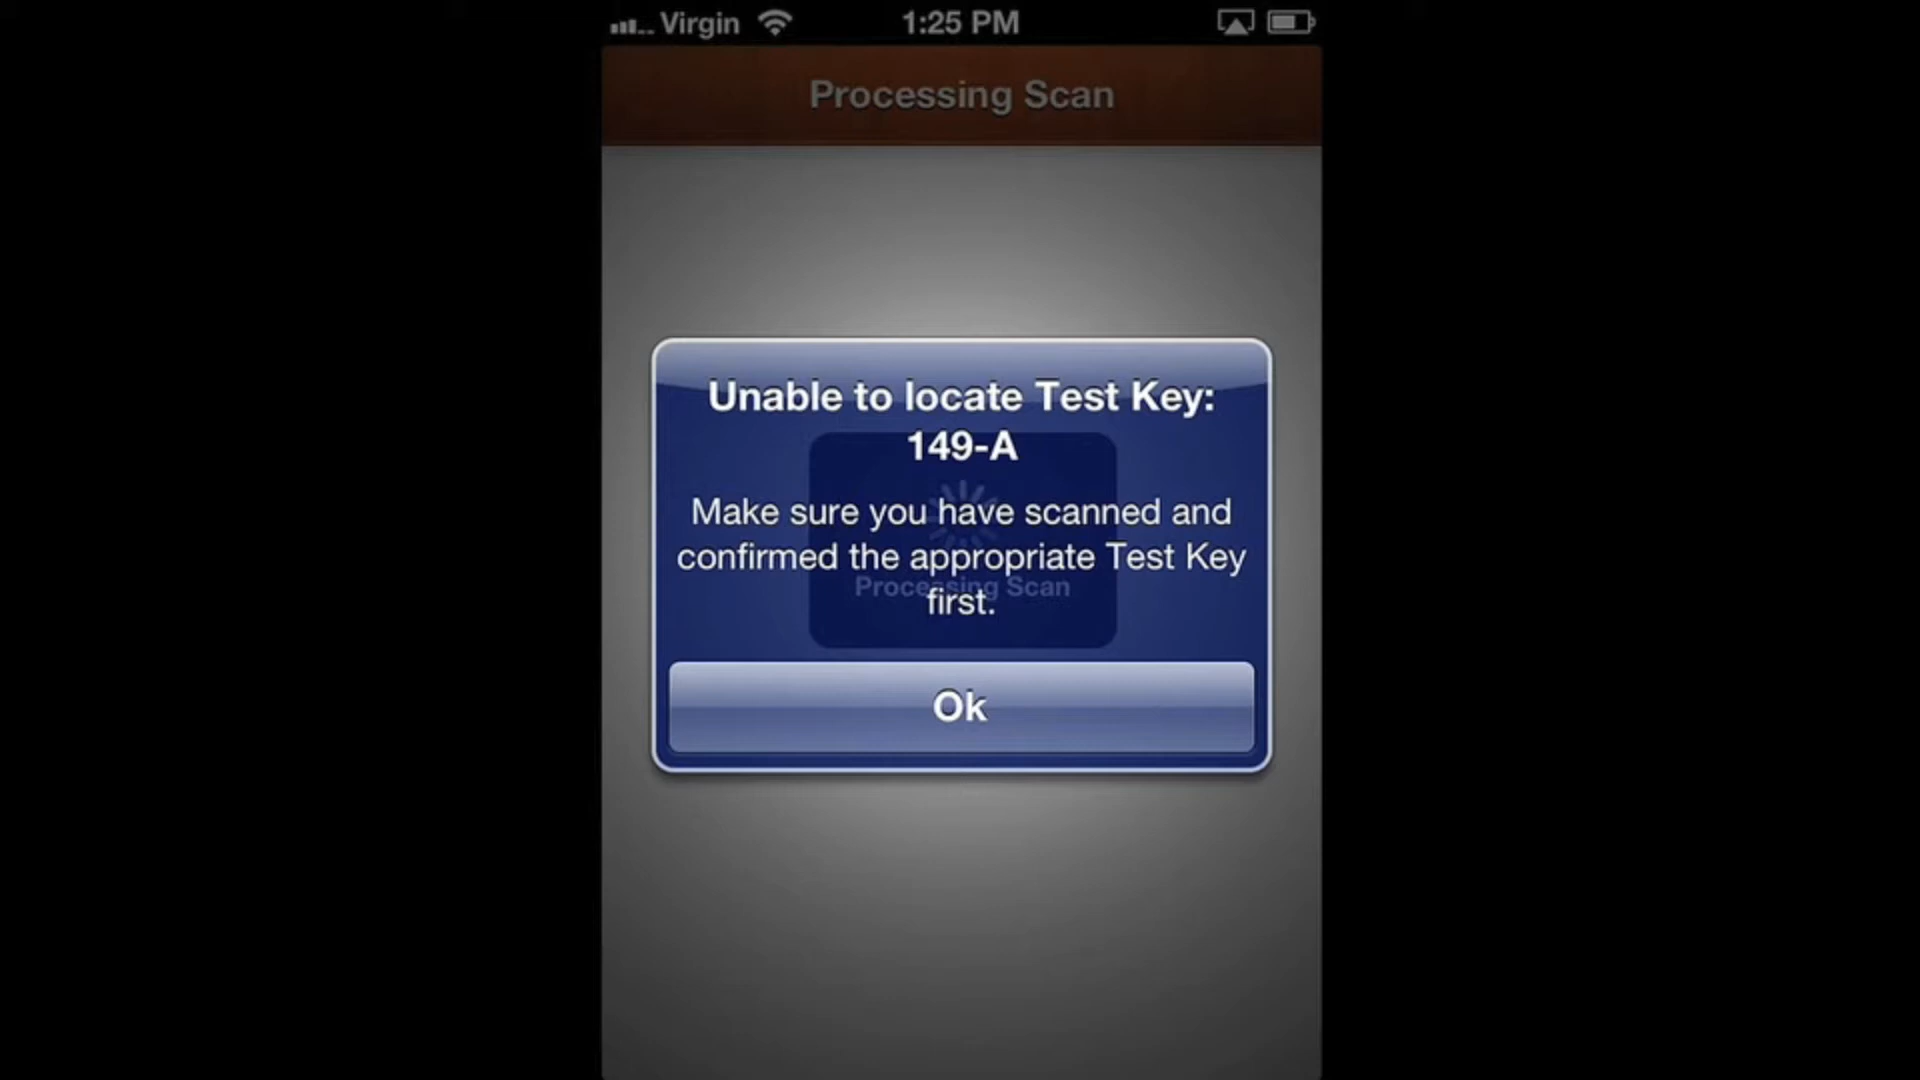 Virgin 1:25 PM
Processing Scan
Unable to locate Test Key:
149-A
Make sure you have scanned and
confirmed the appropriate Test Key
Processing Scan
first.
Ok